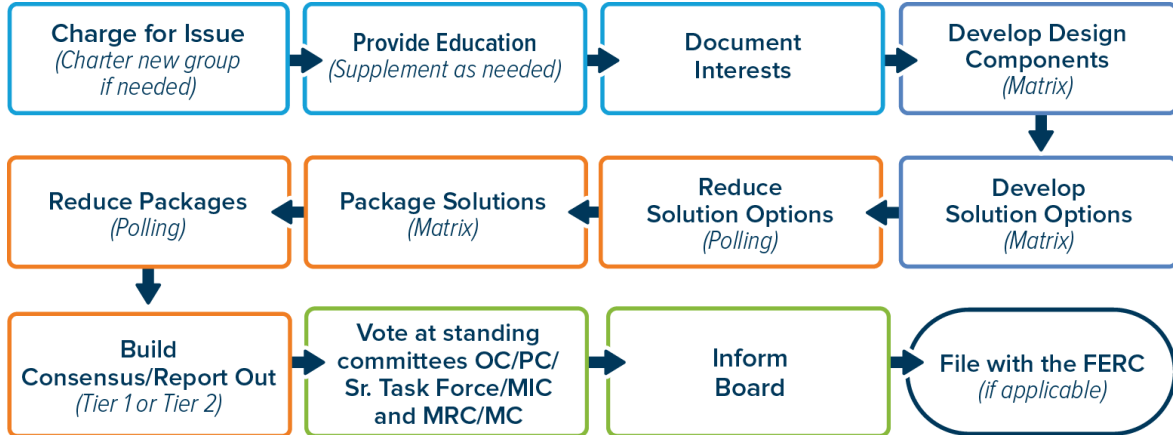 Charge for Issue
(Charter new group
if needed)
Provide Education
(Supplement as needed)
Document
Interests
Develop Design
Components
(Matrix)
Reduce Packages
(Polling)
Package Solutions
(Matrix)
Reduce
Solution Options
(Polling)
Develop
Solution Options
(Matrix)
Build
Consensus/Report Out
(Tier 1 or Tier 2)
Vote at standing
committees OC/PC/
Sr. Task Force/MIC
and MRC/MC
Inform
Board
File with the FERC
(if applicable)